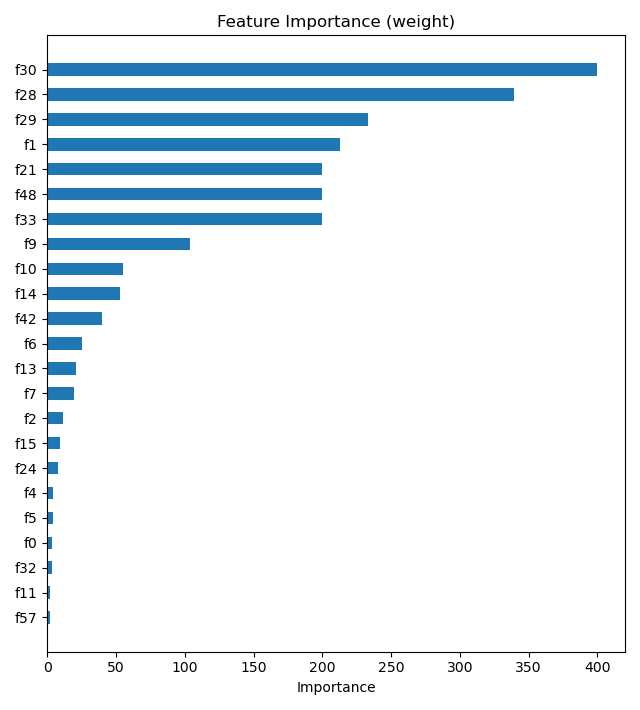 Feature Importance (weight)
f30
f28
f29
f1
f21
f48
f33
f9
f10
f14
f42
f6
f13
f7
f2
f15
f24
f4
f5
f0
f32
f11
f57
0 50 100 150 200 250 300 350 400
Importance